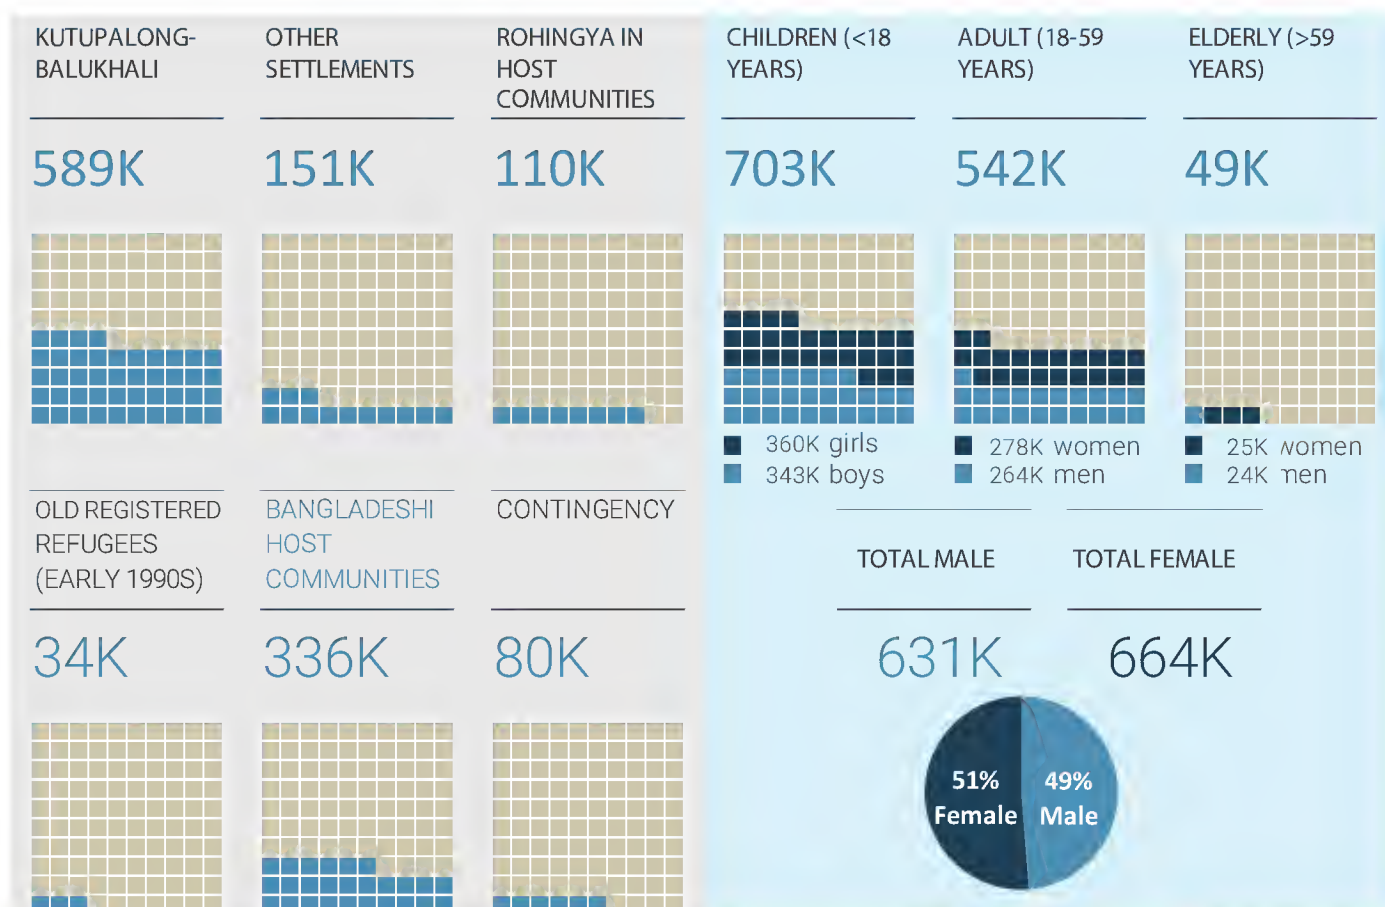 KUTUPALONG-
BALUKHALI
589K
OTHER
SETTLEMENTS
151K
ROHINGYA IN
HOST
COMMUNITIES
110K
OLD REGISTERED
REFUGEES
(EARLY 1990S)
34K
BANGLADESHI
HOST
COMMUNITIES
336K
CONTINGENCY
80K
CHILDREN (<18
YEARS)
703K
360K girls
343K boys
ADULT (18-59
YEARS)
542K
278K women
264K men
ELDERLY (>59
YEARS)
49K
25K women
24K men
TOTAL MALE
631K
TOTAL FEMALE
664K
51%
Female
49%
Male